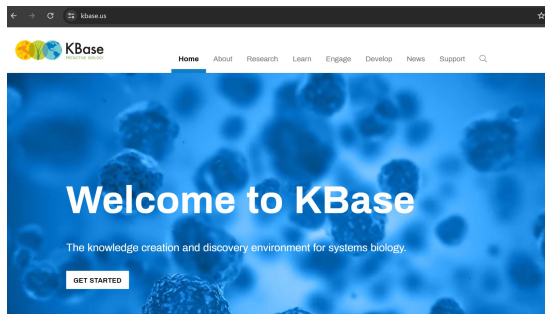 kbase.us
KBase
PREDICTIVE BIOLOGY
Home About Research Learn Engage Develop News Support
Welcome to KBase
The knowledge creation and discovery environment for systems biology.
GET STARTED